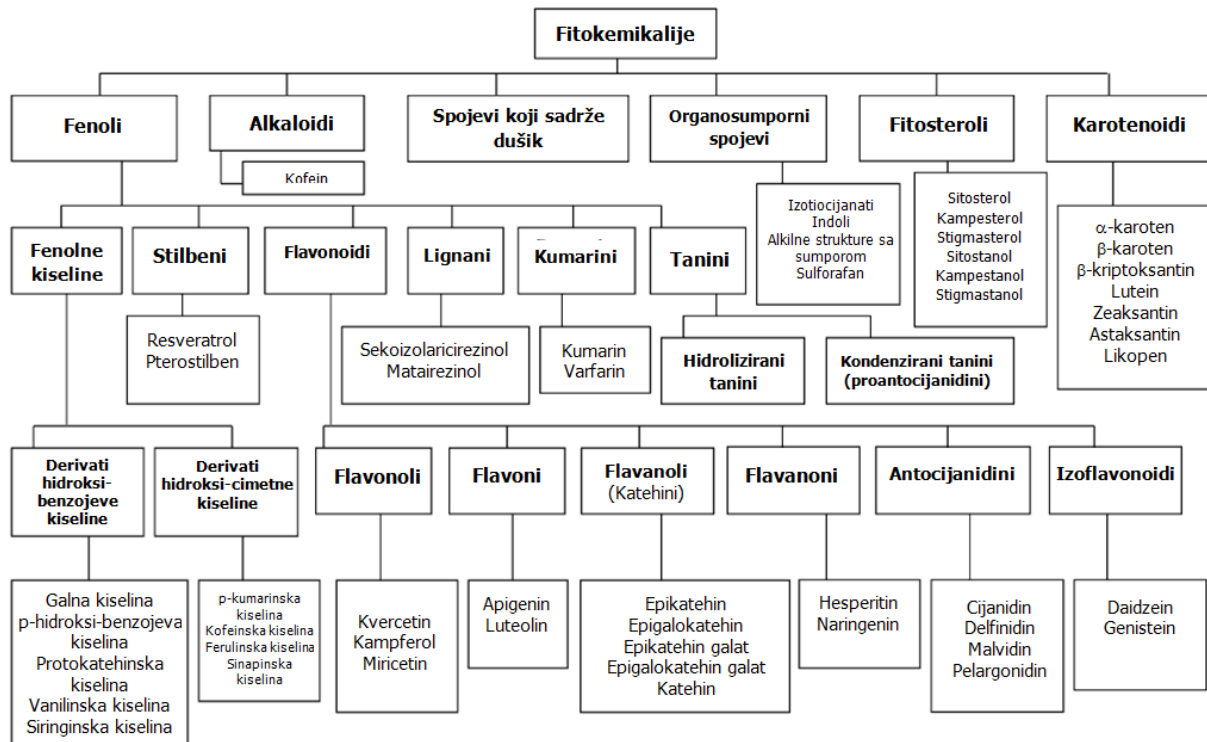 Fitokemikalije
Fenoli
Alkaloidi
Spojevi koji sadrže
dušik
Organosumporni
spojevi
Fitosteroli
Karotenoidi
Kofein
Izotiocijanati
Indoli
Alkilne strukture sa
sumporom
Sulforafan
Sitosterol
Kampesterol
Stigmasterol
Sitostanol
Kampestanol
Stigmastanol
α-karoten
β-karoten
β-kriptoksantin
Lutein
Zeaksantin
Astaksantin
Likopen
Fenolne
kiseline
Stilbeni
Flavonoidi
Lignani
Kumarini
Tanini
Resveratrol
Pterostilben
Sekoizolaricirezinol
Matairezinol
Kumarin
Varfarin
Hidrolizirani
tanini
Kondenzirani tanini
(proantocijanidini)
Derivati
hidroksi-
benzojeve
kiseline
Derivati
hidroksi-cimetne
kiseline
Flavonoli
Flavoni
Flavanoli
(Katehini)
Flavanoni
Antocijanidini
Izoflavonoidi
Galna kiselina
p-hidroksi-benzojeva
kiselina
Protokatehinska
kiselina
Vanilinska kiselina
Siringinska kiselina
p-kumarinska
kiselina
Kofeinska kiselina
Ferulinska kiselina
Sinapinska
kiselina
Kvercetin
Kampferol
Miricetin
Apigenin
Luteolin
Epikatehin
Epigalokatehin
Epikatehin galat
Epigalokatehin galat
Katehin
Hesperitin
Naringenin
Cijanidin
Delfinidin
Malvidin
Pelargonidin
Daidzein
Genistein